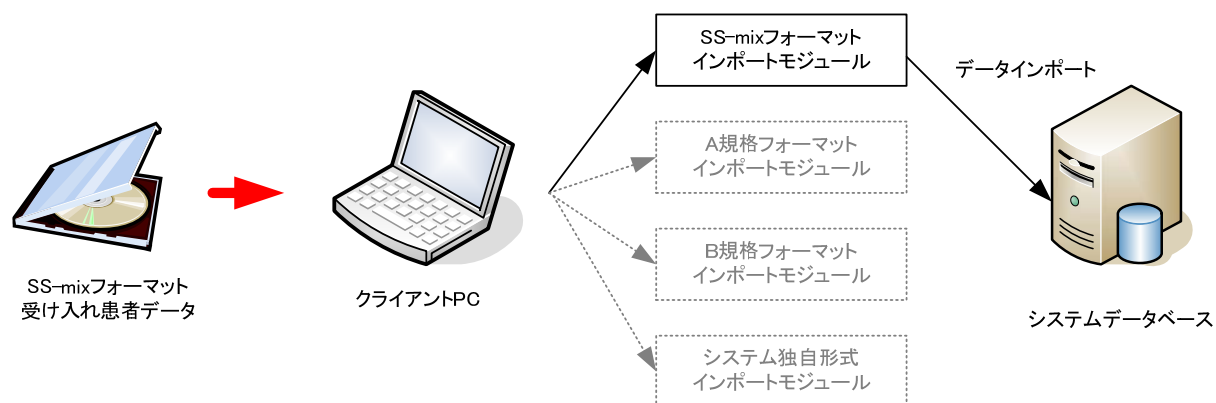 SS-mixフォーマット
受け入れ患者データ
クライアントPC
SS-mixフォーマット
インポートモジュール
A規格フォーマット
インポートモジュール
B規格フォーマット
インポートモジュール
システム独自形式
インポートモジュール
データインポート
システムデータベース